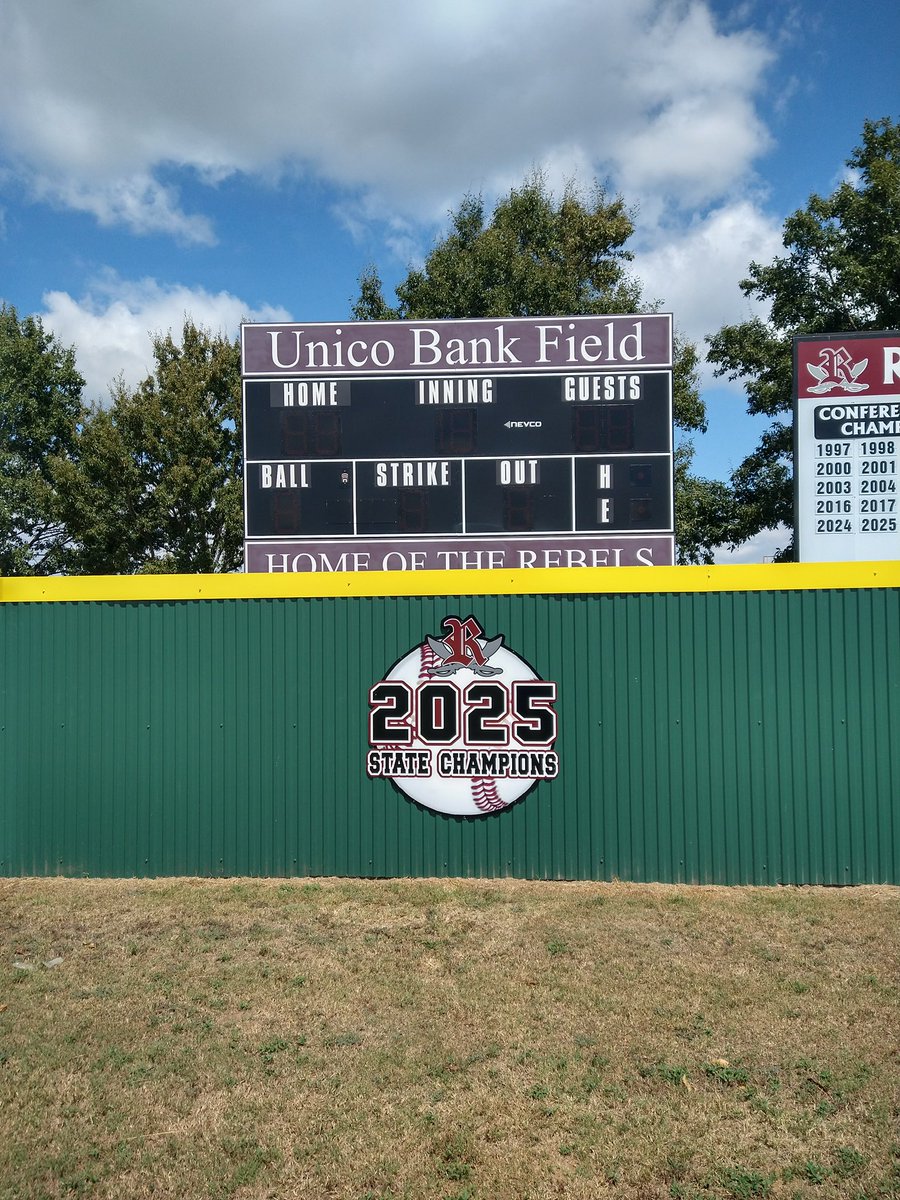 Unico Bank Field
HOME INNING GUESTS
NEVCO
BALL STRIKE OUT H
E
HOME OF THE REBELS
R
CONFERE
CHAMP
1997 1998
2000 2001
2003 2004
2016 2017
2024 2025
R
2025
STATE CHAMPIONS